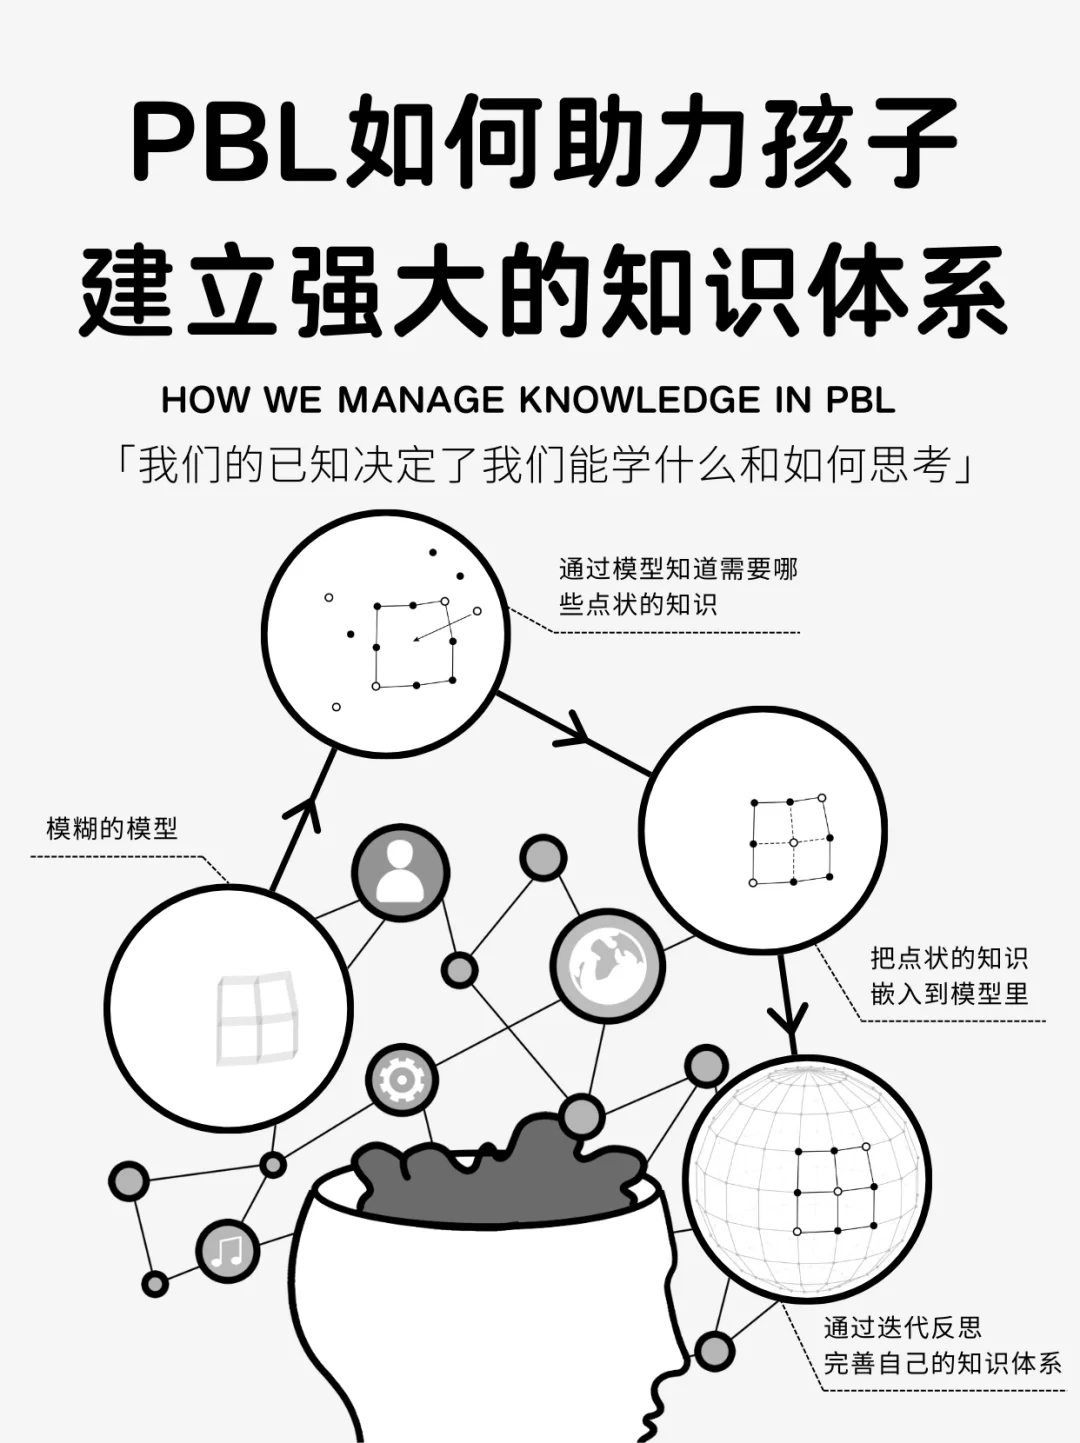 PBL如何助力孩子
建立强大的知识体系
HOW WE MANAGE KNOWLEDGE IN PBL
「我们的已知决定了我们能学什么和如何思考」
通过模型知道需要哪
些点状的知识
模糊的模型
把点状的知识
嵌入到模型里
通过迭代反思
完善自己的知识体系